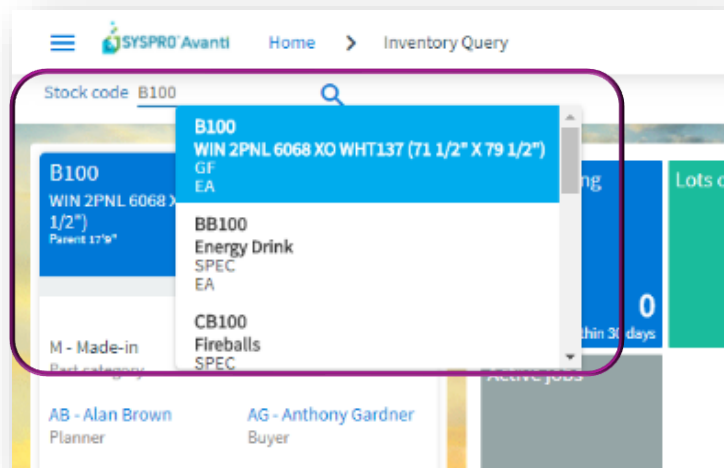 SYSPRO Avanti Home > Inventory Query
Stock code B100
B100
WIN 2PNL 6068 XO WHT137 (71 1/2" X 79 1/2")
GF
EA
BB100
Energy Drink
SPEC
EA
CB100
Fireballs
SPEC
B100
WIN 2PNL 6068 X
1/2")
Parent 17'9"
M - Made-in
Part category
AB - Alan Brown
Planner
AG - Anthony Gardner
Buyer
ng
0
thin 30 days
Lots o
Active jobs